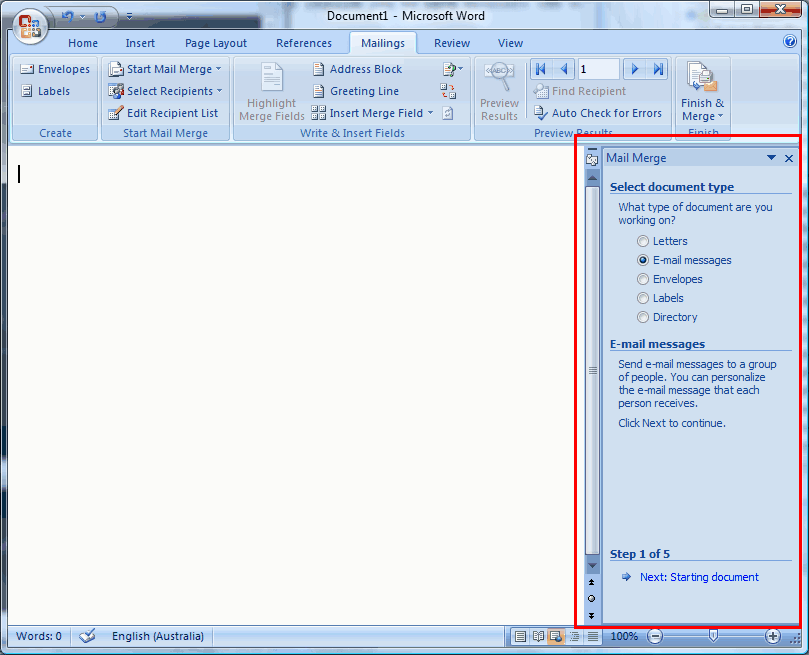 Document1 - Microsoft Word
Home Insert Page Layout References Mailings Review View
Envelopes
Labels
Create
Start Mail Merge
Select Recipients
Edit Recipient List
Start Mail Merge
Highlight
Merge Fields
Address Block
Greeting Line
Insert Merge Field
Write & Insert Fields
«ABC»
Preview
Results
1
Find Recipient
Auto Check for Errors
Preview Results
Finish &
Merge
Finish
Mail Merge
Select document type
What type of document are you
working on?
Letters
E-mail messages
Envelopes
Labels
Directory
E-mail messages
Send e-mail messages to a group
of people. You can personalize
the e-mail message that each
person receives.
Click Next to continue.
Step 1 of 5
Next: Starting document
Words: 0 English (Australia) 100%